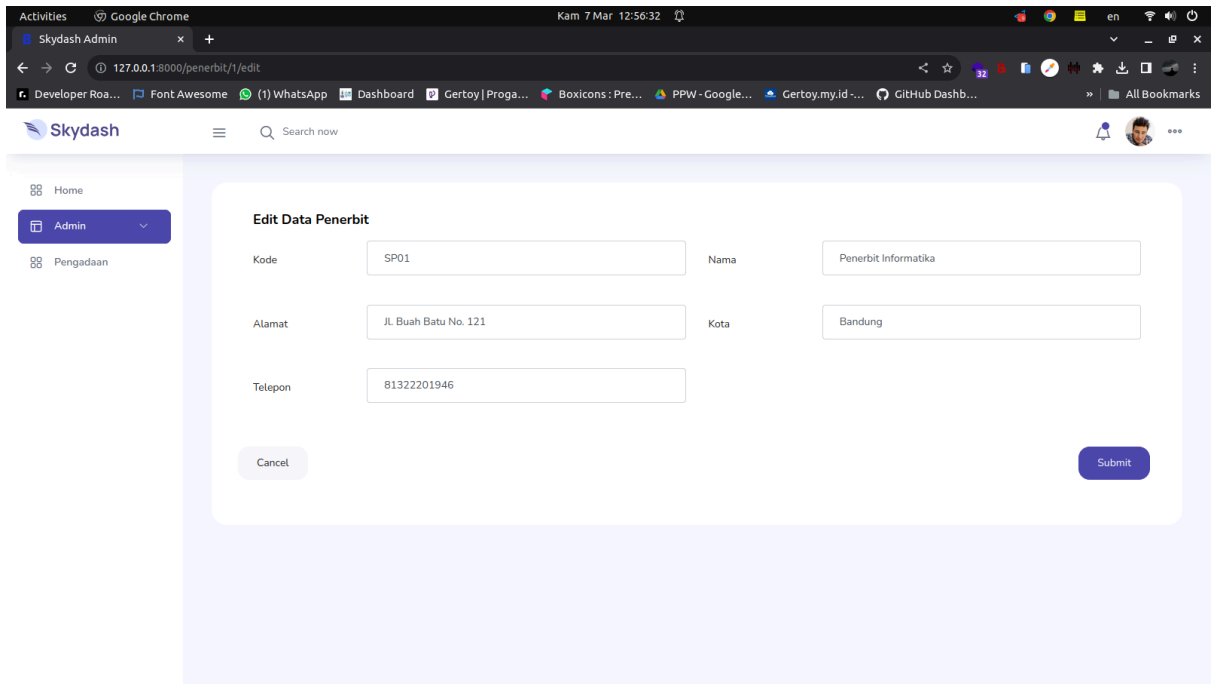 Activities Google Chrome Kam 7 Mar 12:56:32 en
Skydash Admin
127.0.0.1:8000/penerbit/1/edit 32
Developer Roa... Font Awesome (1) WhatsApp Dashboard Gertoy | Proga... Boxicons : Pre... PPW - Google... Gertoy.my.id -... GitHub Dashb... » All Bookmarks
Skydash Search now
Home
Admin
Pengadaan
Edit Data Penerbit
Kode SP01 Nama Penerbit Informatika
Alamat Jl. Buah Batu No. 121 Kota Bandung
Telepon 81322201946
Cancel Submit